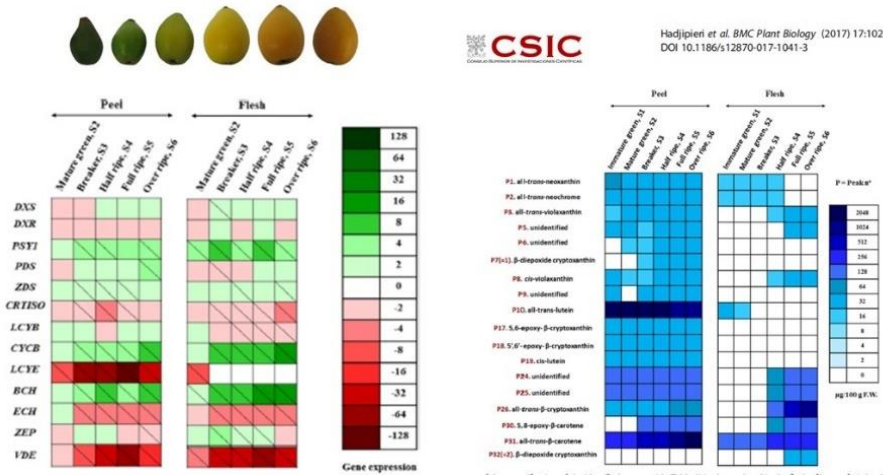 CSIC
CONSEJO SUPERIOR DE INVESTIGACIONES CIENTÍFICAS
Hadjipieri et al. BMC Plant Biology (2017) 17:102
DOI 10.1186/s12870-017-1041-3
Peel
Flesh
Mature green, S2
Breaker, S3
Half ripe, S4
Full ripe, S5
Over ripe, S6
Mature green, S2
Breaker, S3
Half ripe, S4
Full ripe, S5
Over ripe, S6
DXS
DXR
PSY1
PDS
ZDS
CRTISO
LCYB
CYCB
LCYE
BCH
ECH
ZEP
VDE
128
64
32
16
8
4
2
0
-2
-4
-8
-16
-32
-64
-128
Gene expression
Peel
Flesh
Immature green, S1
Mature green, S2
Breaker, S3
Half ripe, S4
Full ripe, S5
Over ripe, S6
Immature green, S1
Mature green, S2
Breaker, S3
Half ripe, S4
Full ripe, S5
Over ripe, S6
P1. all-trans-neoxanthin
P2. all-trans-neochrome
P3. all-trans-violaxanthin
P5. unidentified
P6. unidentified
P7(+1). β-diepoxide cryptoxanthin
P8. cis-violaxanthin
P9. unidentified
P10. all-trans-lutein
P17. 5,6-epoxy-β-cryptoxanthin
P18. 5',6'-epoxy-β-cryptoxanthin
P19. cis-lutein
P24. unidentified
P25. unidentified
P26. all-trans-β-cryptoxanthin
P30. 5,8-epoxy-β-carotene
P31. all-trans-β-carotene
P32(+2). β-diepoxide cryptoxanthin
P = Peak nº
2048
1024
512
256
128
64
32
16
8
4
2
0
µg/100 g F.W.